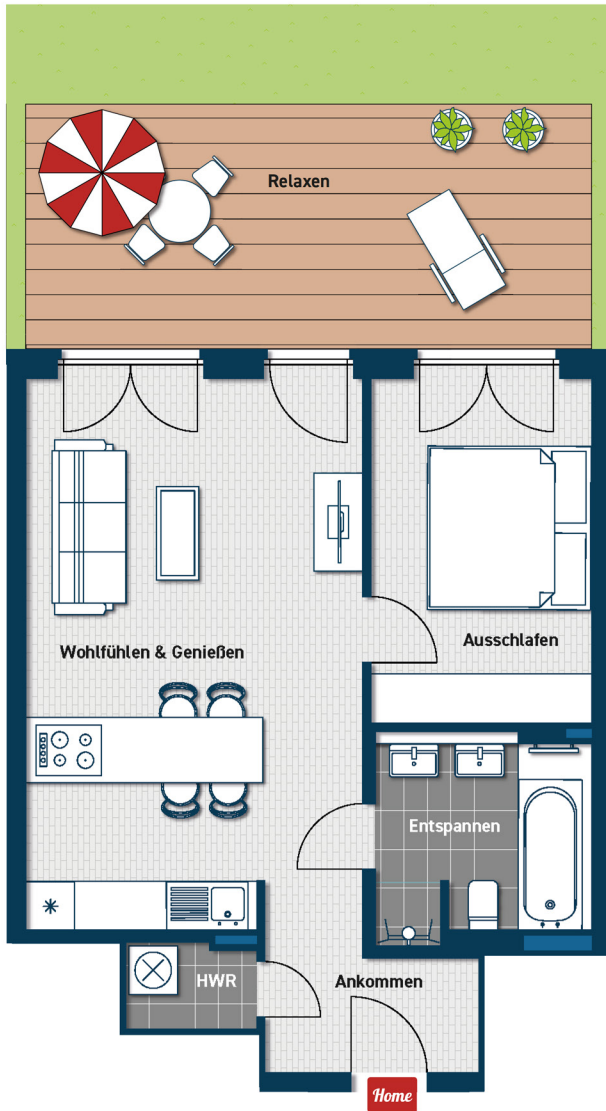 Relaxen
Wohlfühlen & Genießen
Ausschlafen
Entspannen
HWR
Ankommen
Home